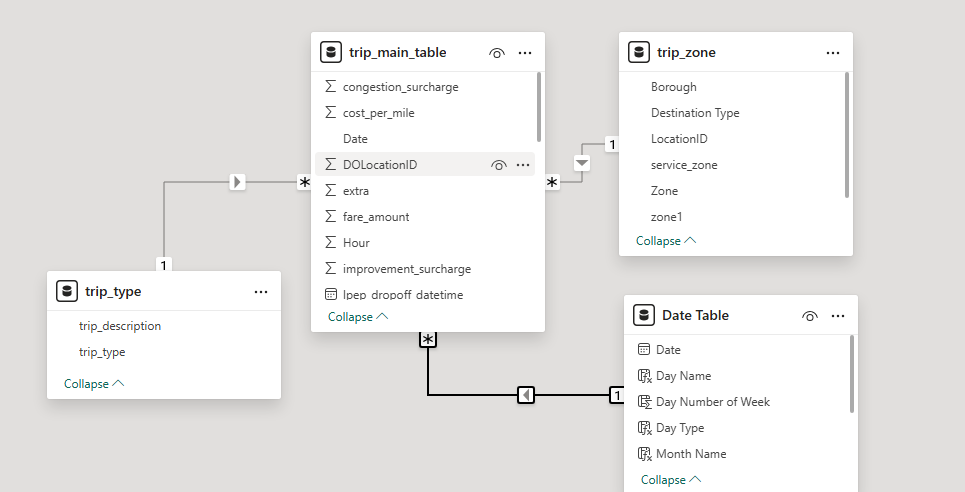 trip_main_table
congestion_surcharge
cost_per_mile
Date
DOLocationID
extra
fare_amount
Hour
improvement_surcharge
lpep_dropoff_datetime
Collapse
trip_zone
Borough
Destination Type
LocationID
service_zone
Zone
zone1
Collapse
1
*
*
1
trip_type
trip_description
trip_type
Collapse
*
1
Date Table
Date
Day Name
Day Number of Week
Day Type
Month Name
Collapse